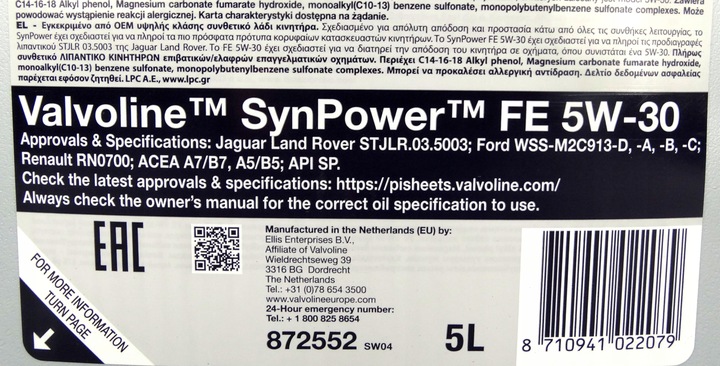 C14-16-18 Alkyl phenol, Magnesium carbonate fumarate hydroxide, monoalkyl(C10-13) benzene sulfonate, monopolybutylbenzene sulfonate complexes. Może
powodować wystąpienie reakcji alergicznej. Karta charakterystyki dostępna na żądanie.
EL - Εγκεκριμένο από ΟΕΜ υψηλής κλάσης συνθετικό λάδι κινητήρα. Σχεδιασμένο για απόλυτη απόδοση και προστασία κάτω από όλες τις συνθήκες λειτουργίας, το
SynPower έχει σχεδιαστεί για να πληροί τα πιο πρόσφατα πρότυπα κορυφαίων κατασκευαστών κινητήρων. Το SynPower FE 5W-30 έχει σχεδιαστεί για να πληροί τις προδιαγραφές
λιπαντικού STJLR 03.5003 της Jaguar Land Rover. Το FE 5W-30 έχει σχεδιαστεί για να διατηρεί την απόδοση του κινητήρα σε οχήματα, όπου συνιστάται ένα 5W-30. Πλήρως
συνθετικό ΛΙΠΑΝΤΙΚΟ ΚΙΝΗΤΗΡΩΝ επιβατικών/ελαφρών επαγγελματικών οχημάτων. Περιέχει C14-16-18 Alkyl phenol, Magnesium carbonate fumarate hydroxide,
monoalkyl(C10-13) benzene sulfonate, monopolybutylbenzene sulfonate complexes. Μπορεί να προκαλέσει αλλεργική αντίδραση. Δελτίο δεδομένων ασφαλείας
παρέχεται εφόσον ζητηθεί. LPC A.E., www.lpc.gr
Valvoline™ SynPower™ FE 5W-30
Approvals & Specifications: Jaguar Land Rover STJLR.03.5003; Ford WSS-M2C913-D, -A, -B, -C;
Renault RN0700; ACEA A7/B7, A5/B5; API SP.
Check the latest approvals & specifications: https://pisheets.valvoline.com/
Always check the owner's manual for the correct oil specification to use.
EAC
Manufactured in the Netherlands (EU) by:
Ellis Enterprises B.V.,
Affiliate of Valvoline
Wieldrechtseweg 39
3316 BG Dordrecht
The Netherlands
Tel.: +31 (0)78 654 3500
www.valvolineeurope.com
24-Hour emergency number:
Tel.: + 1 800 825 8654
872552 SW04
5L
8 710941 022079
FOR MORE INFORMATION
TURN PAGE